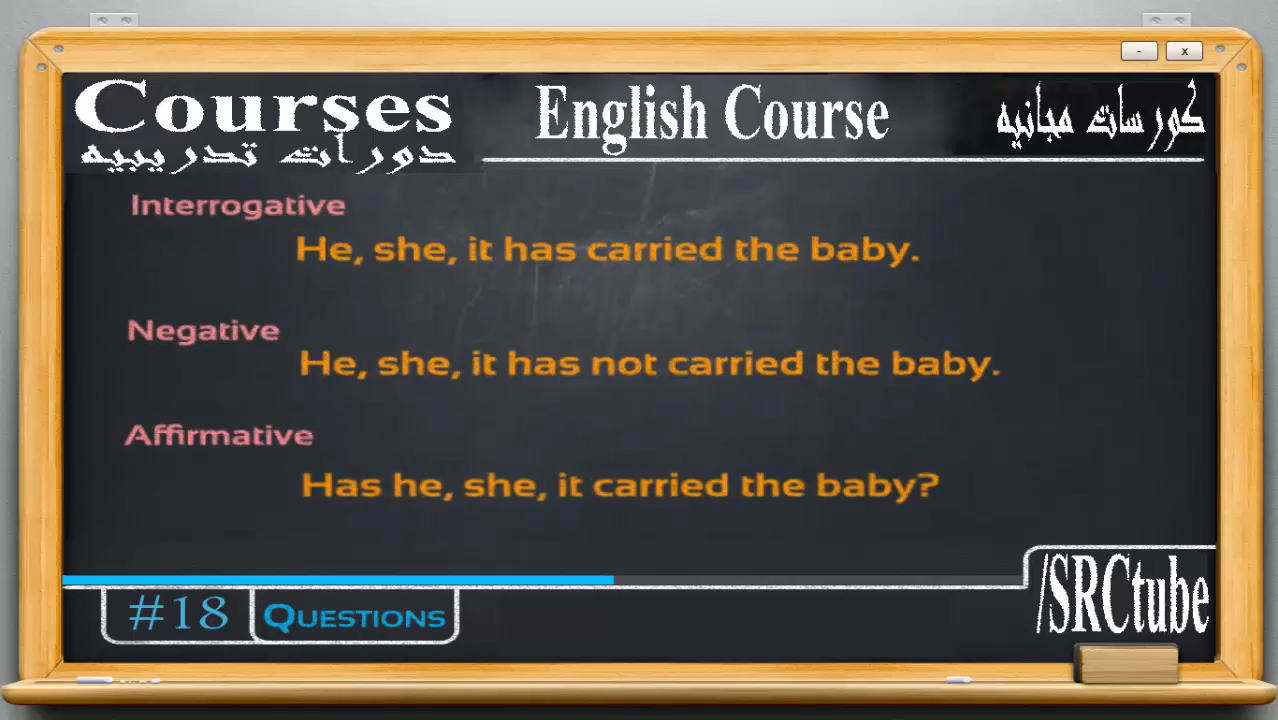 Courses
دورات تدريبيه
English Course
كورسات مجانيه
- x
Interrogative
He, she, it has carried the baby.
Negative
He, she, it has not carried the baby.
Affirmative
Has he, she, it carried the baby?
#18 QUESTIONS
/SRCtube